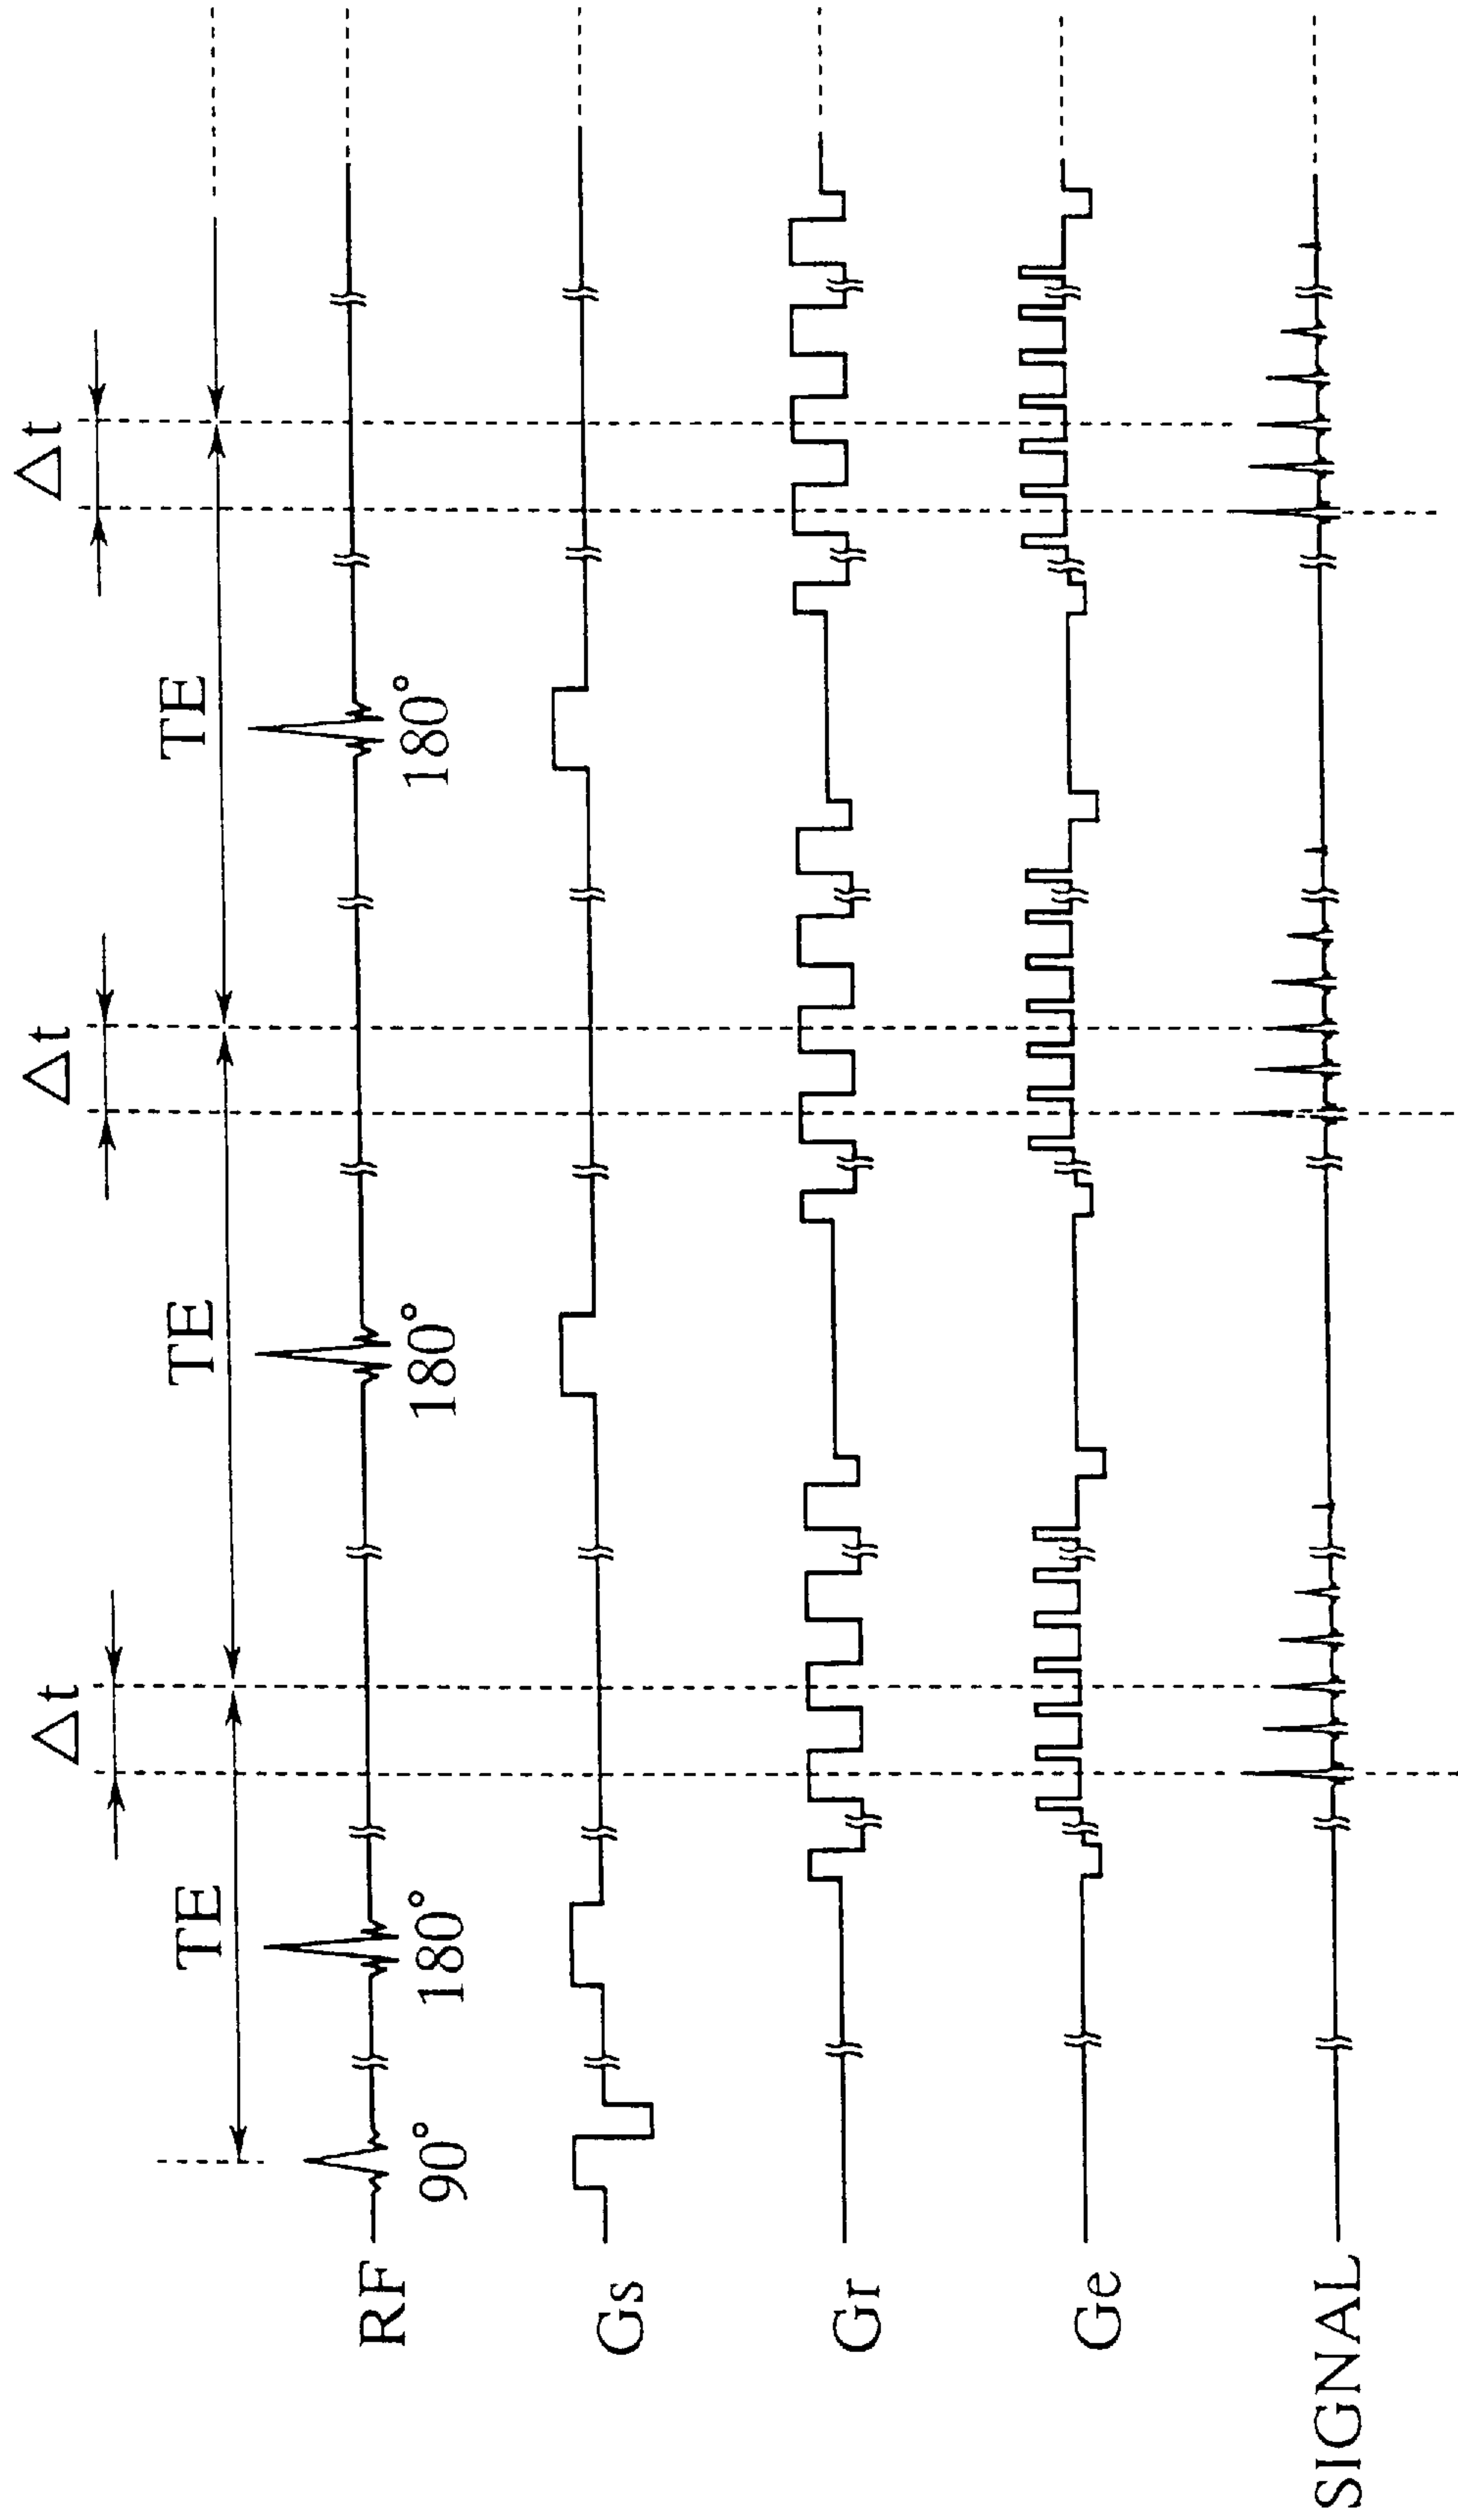 Δt Δt Δt
TE TE TE
RF
90° 180° 180° 180°
Gs
Gr
Ge
SIGNAL